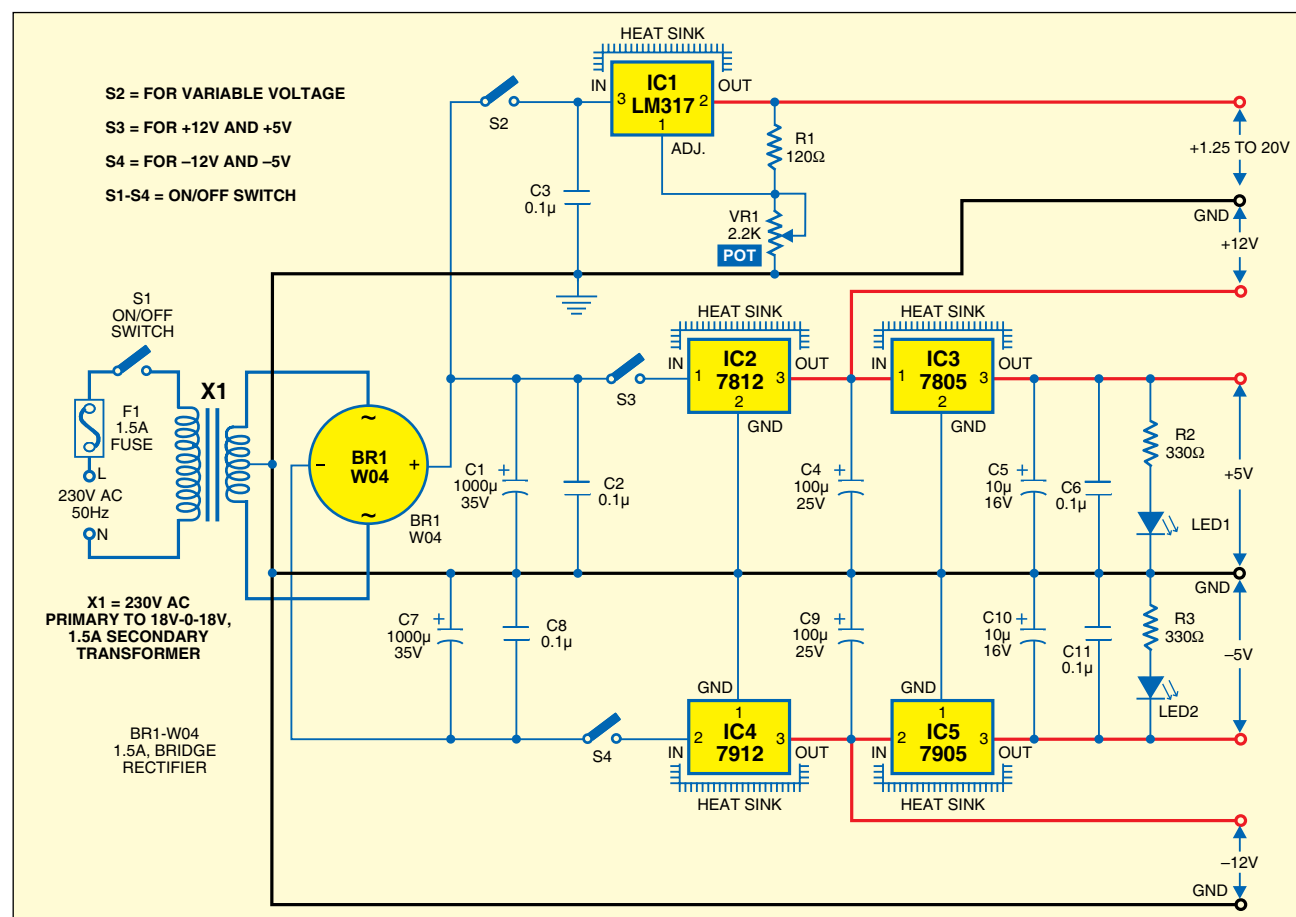 S2 = FOR VARIABLE VOLTAGE
S3 = FOR +12V AND +5V
S4 = FOR –12V AND –5V
S1-S4 = ON/OFF SWITCH
HEAT SINK
IN
IC1
LM317
OUT
3
2
1
ADJ.
S2
C3
0.1µ
R1
120Ω
VR1
2.2K
POT
+1.25 TO 20V
GND
+12V
S1
ON/OFF
SWITCH
F1
1.5A
FUSE
L
230V AC
50Hz
N
X1
~
– BR1 +
W04
~
BR1
W04
X1 = 230V AC
PRIMARY TO 18V-0-18V,
1.5A SECONDARY
TRANSFORMER
BR1-W04
1.5A, BRIDGE
RECTIFIER
C1
+
1000µ
35V
C2
0.1µ
S3
HEAT SINK
IN
IC2
7812
OUT
1
3
2
GND
HEAT SINK
IN
IC3
7805
OUT
1
3
2
GND
C4
+
100µ
25V
C5
+
10µ
16V
C6
0.1µ
R2
330Ω
LED1
+5V
GND
C7
+
1000µ
35V
C8
0.1µ
S4
GND
1
IC4
7912
2
3
IN
OUT
HEAT SINK
C9
+
100µ
25V
GND
1
IC5
7905
2
3
IN
OUT
HEAT SINK
C10
+
10µ
16V
C11
0.1µ
R3
330Ω
LED2
–5V
–12V
GND